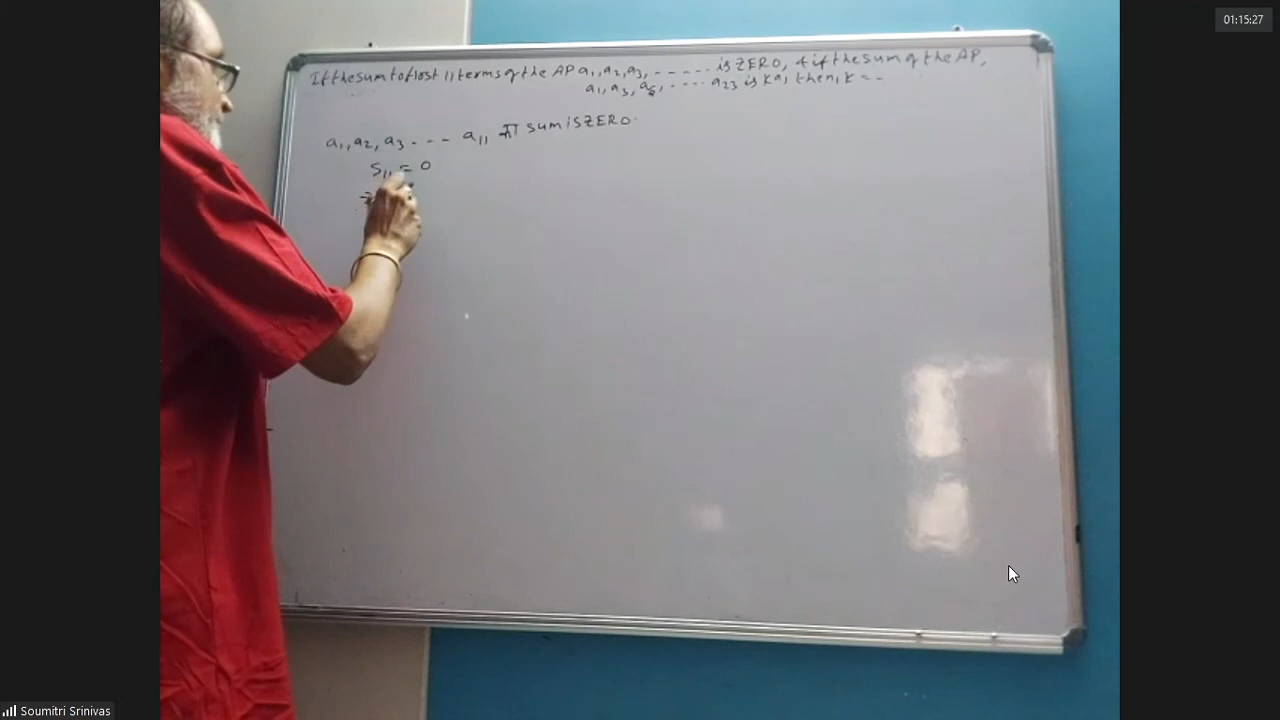 01:15:27
If the sum to first 11 terms of the AP a1, a2, a3, ------ is ZERO, & if the sum of the AP,
a1, a3, a5, ---- a23 is ka1 then, k = --
a1, a2, a3 ---- a11 sum is ZERO.
S11 = 0
Soumitri Srinivas